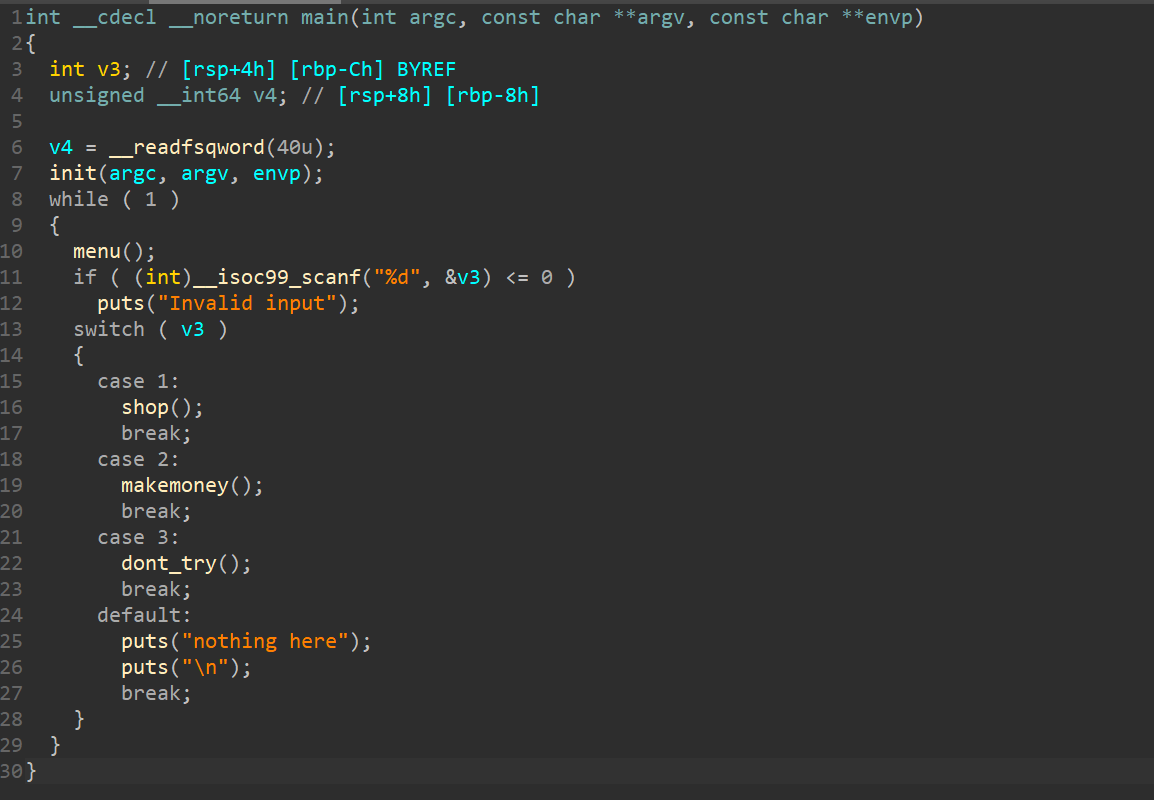 1 int __cdecl __noreturn main(int argc, const char **argv, const char **envp)
2 {
3   int v3; // [rsp+4h] [rbp-Ch] BYREF
4   unsigned __int64 v4; // [rsp+8h] [rbp-8h]
5
6   v4 = __readfsqword(40u);
7   init(argc, argv, envp);
8   while ( 1 )
9   {
10     menu();
11     if ( (int)__isoc99_scanf("%d", &v3) <= 0 )
12       puts("Invalid input");
13     switch ( v3 )
14     {
15       case 1:
16         shop();
17         break;
18       case 2:
19         makemoney();
20         break;
21       case 3:
22         dont_try();
23         break;
24       default:
25         puts("nothing here");
26         puts("\n");
27         break;
28     }
29   }
30 }